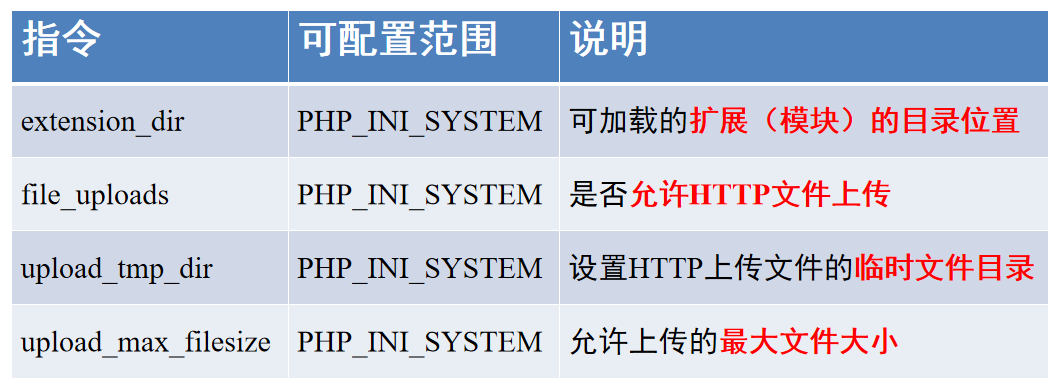 指令 可配置范围 说明
extension_dir PHP_INI_SYSTEM 可加载的扩展（模块）的目录位置
file_uploads PHP_INI_SYSTEM 是否允许HTTP文件上传
upload_tmp_dir PHP_INI_SYSTEM 设置HTTP上传文件的临时文件目录
upload_max_filesize PHP_INI_SYSTEM 允许上传的最大文件大小